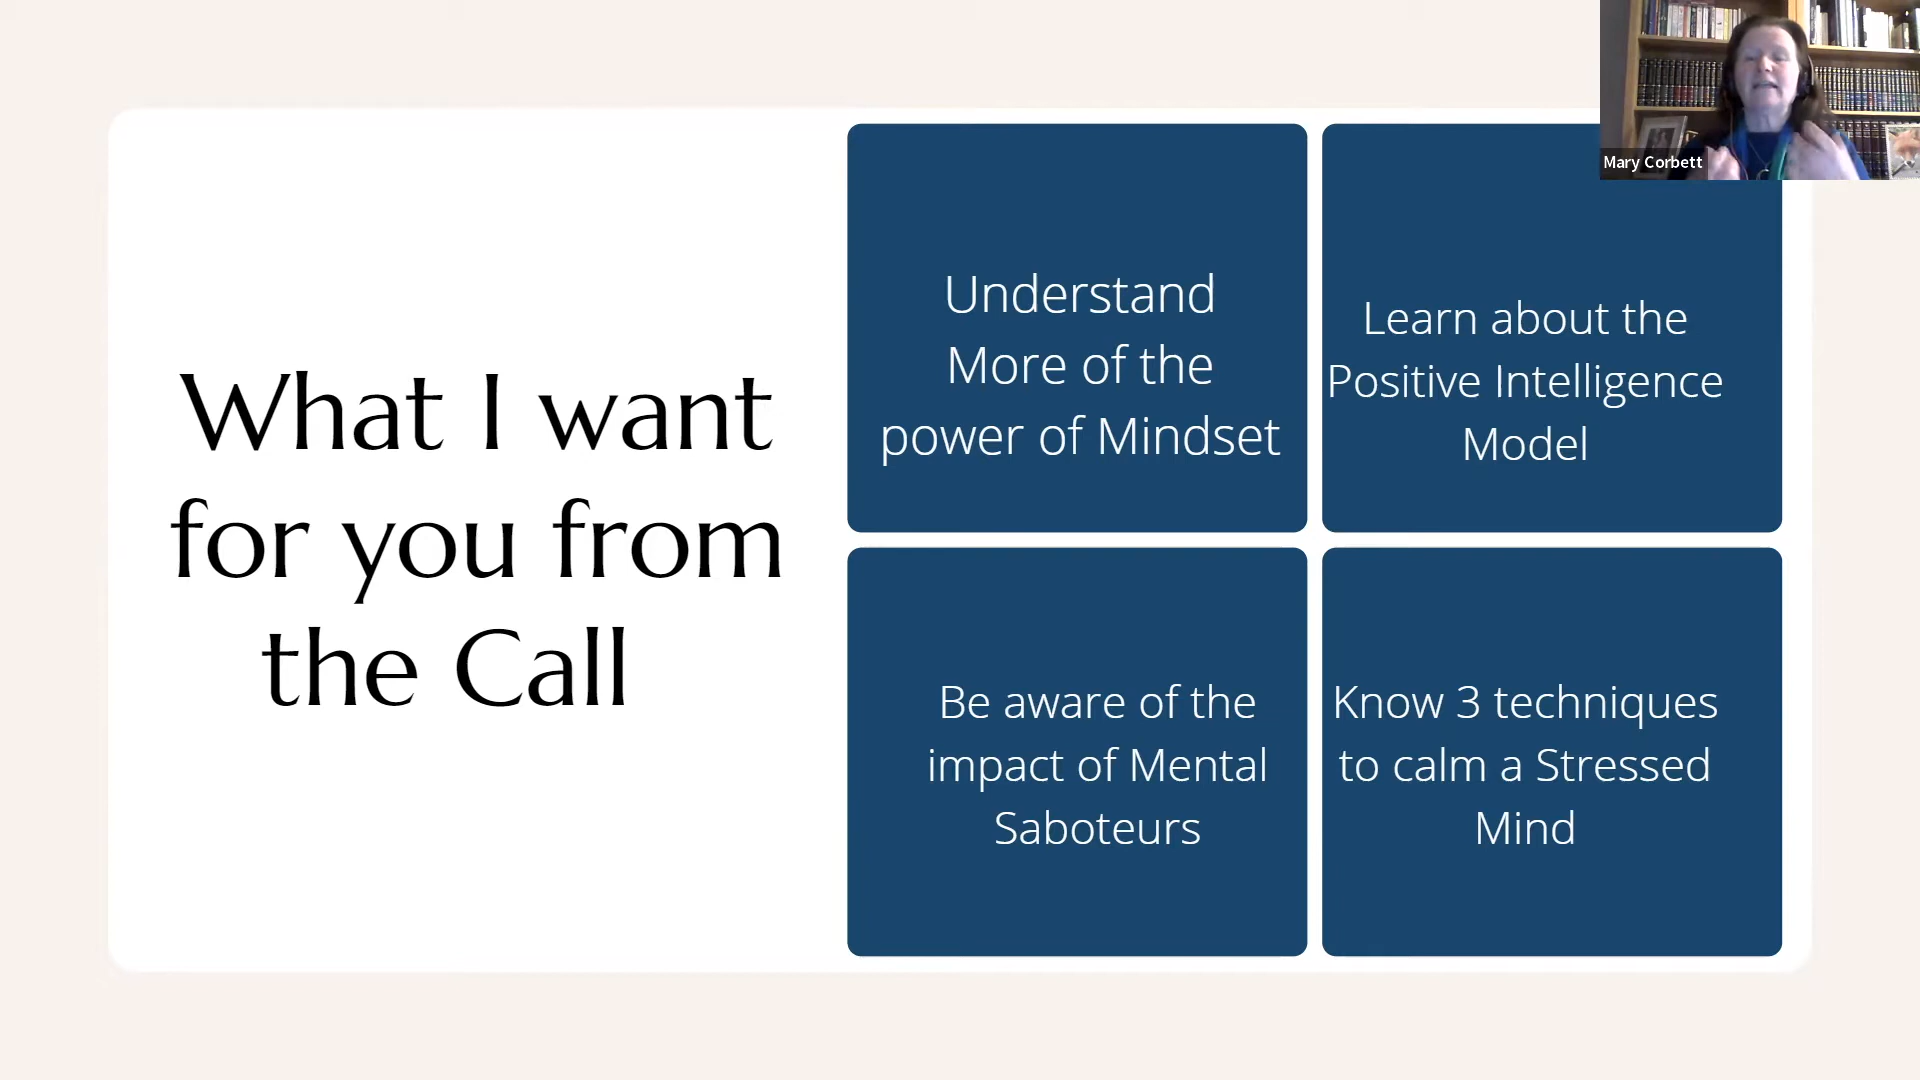 What I want
for you from
the Call
Understand
More of the
power of Mindset
Learn about the
Positive Intelligence
Model
Be aware of the
impact of Mental
Saboteurs
Know 3 techniques
to calm a Stressed
Mind
Mary Corbett